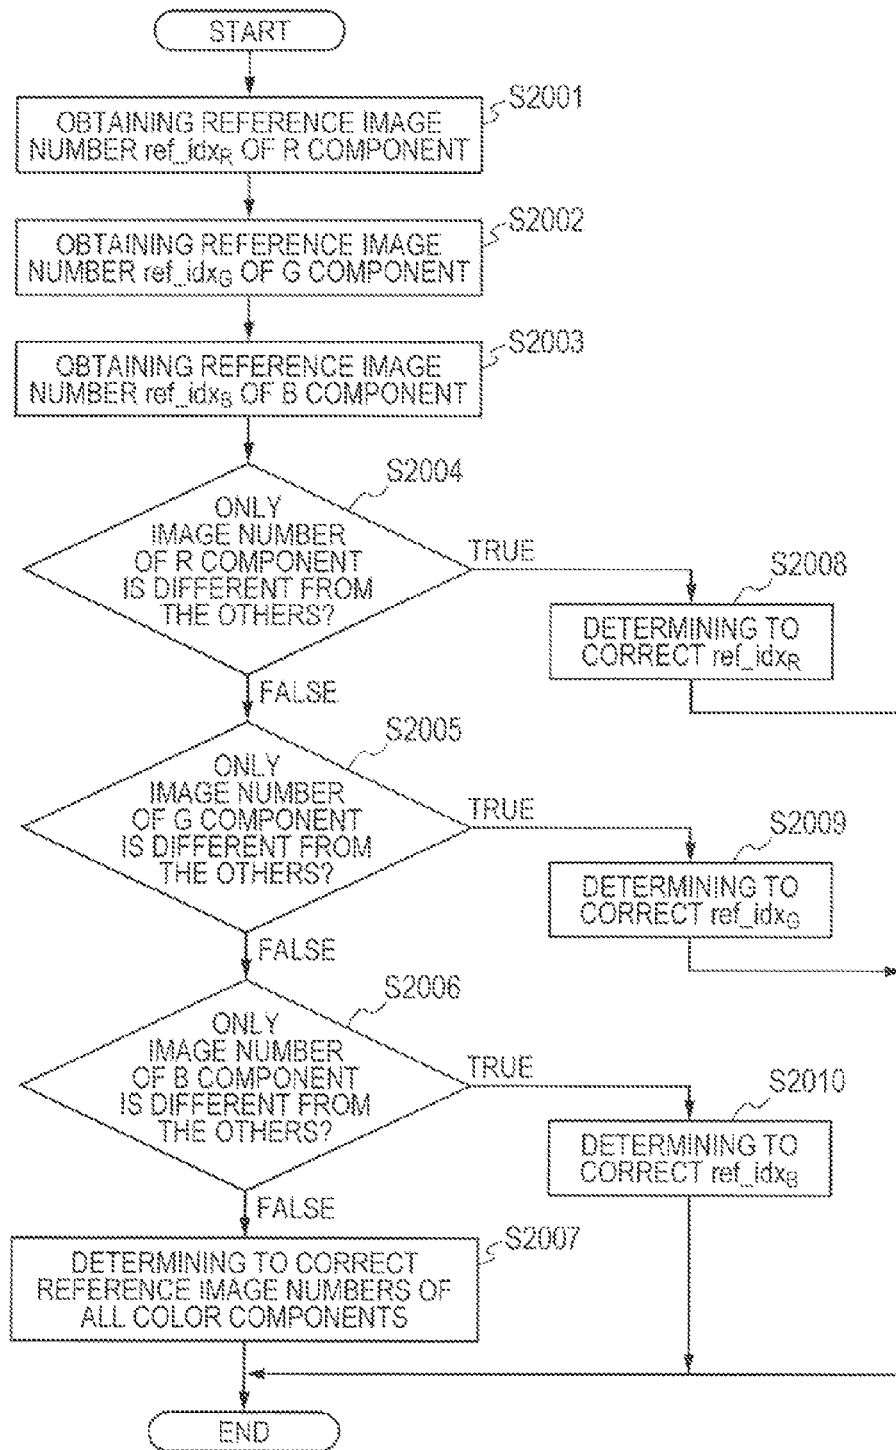 START
S2001
OBTAINING REFERENCE IMAGE
NUMBER ref_idxR OF R COMPONENT
S2002
OBTAINING REFERENCE IMAGE
NUMBER ref_idxG OF G COMPONENT
S2003
OBTAINING REFERENCE IMAGE
NUMBER ref_idxB OF B COMPONENT
S2004
ONLY
IMAGE NUMBER
OF R COMPONENT
IS DIFFERENT FROM
THE OTHERS?
TRUE
S2008
DETERMINING TO
CORRECT ref_idxR
FALSE
S2005
ONLY
IMAGE NUMBER
OF G COMPONENT
IS DIFFERENT FROM
THE OTHERS?
TRUE
S2009
DETERMINING TO
CORRECT ref_idxG
FALSE
S2006
ONLY
IMAGE NUMBER
OF B COMPONENT
IS DIFFERENT FROM
THE OTHERS?
TRUE
S2010
DETERMINING TO
CORRECT ref_idxB
FALSE
S2007
DETERMINING TO CORRECT
REFERENCE IMAGE NUMBERS OF
ALL COLOR COMPONENTS
END